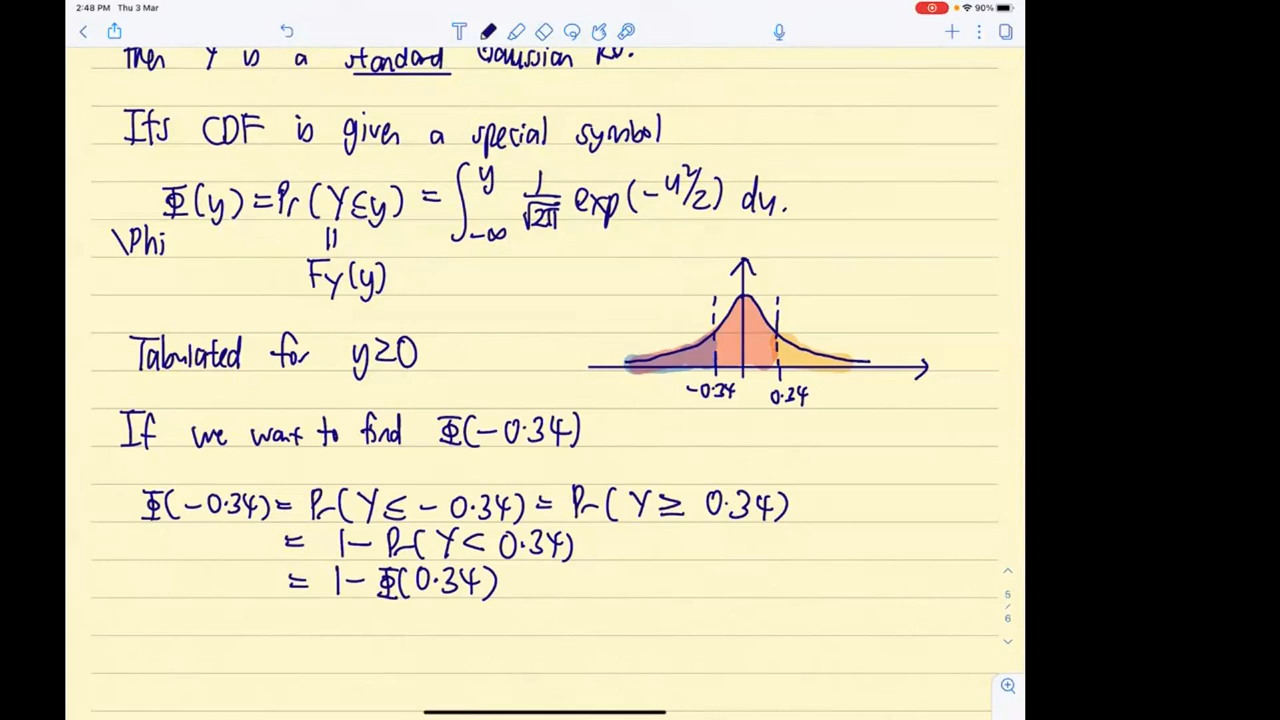 2:48 PM Thu 3 Mar
90%
Then Y is a standard Gaussian RV.
Its CDF is given a special symbol
Φ(y) = Pr(Y≤y) = ∫_{-∞}^{y} 1/√2π exp(-u²/2) du.
\Phi
||
F_Y(y)
Tabulated for y≥0
-0.34 0.34
If we want to find Φ(-0.34)
Φ(-0.34) = Pr(Y ≤ -0.34) = Pr(Y ≥ 0.34)
= 1- Pr(Y < 0.34)
= 1- Φ(0.34)
5
/
6